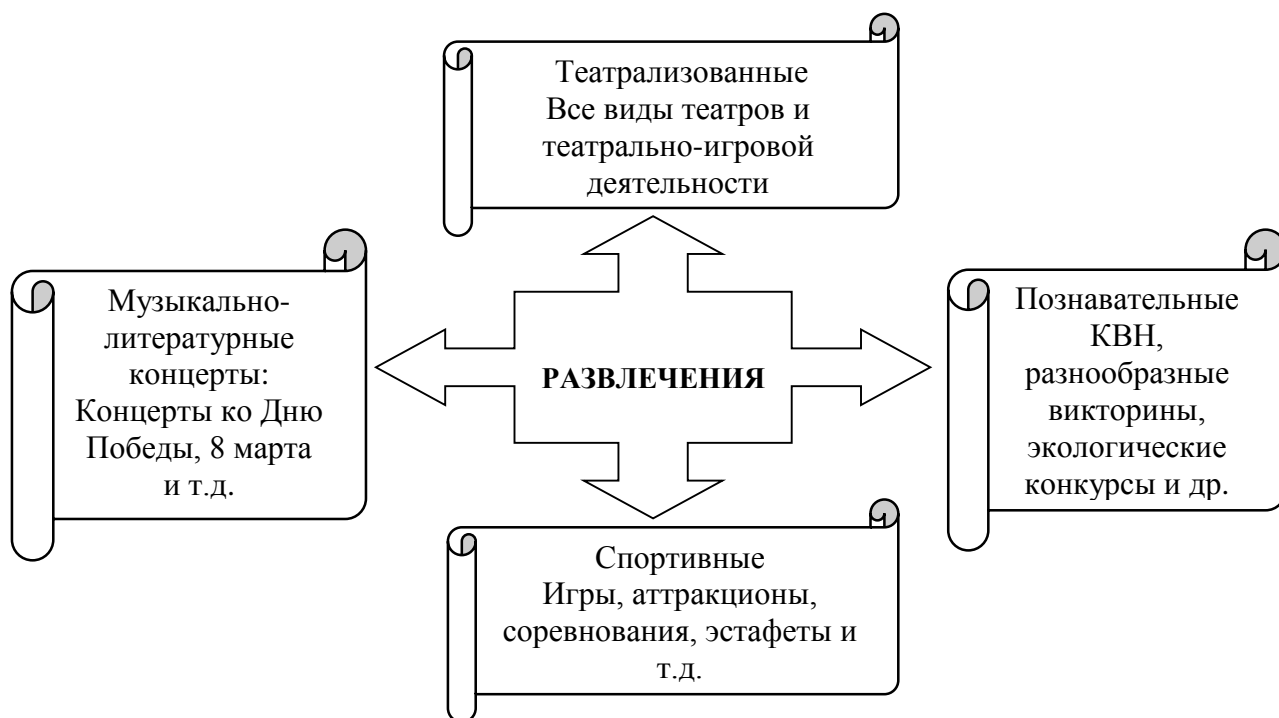 Театрализованные
Все виды театров и
театрально-игровой
деятельности
Музыкально-
литературные
концерты:
Концерты ко Дню
Победы, 8 марта
и т.д.
РАЗВЛЕЧЕНИЯ
Познавательные
КВН,
разнообразные
викторины,
экологические
конкурсы и др.
Спортивные
Игры, аттракционы,
соревнования, эстафеты и
т.д.